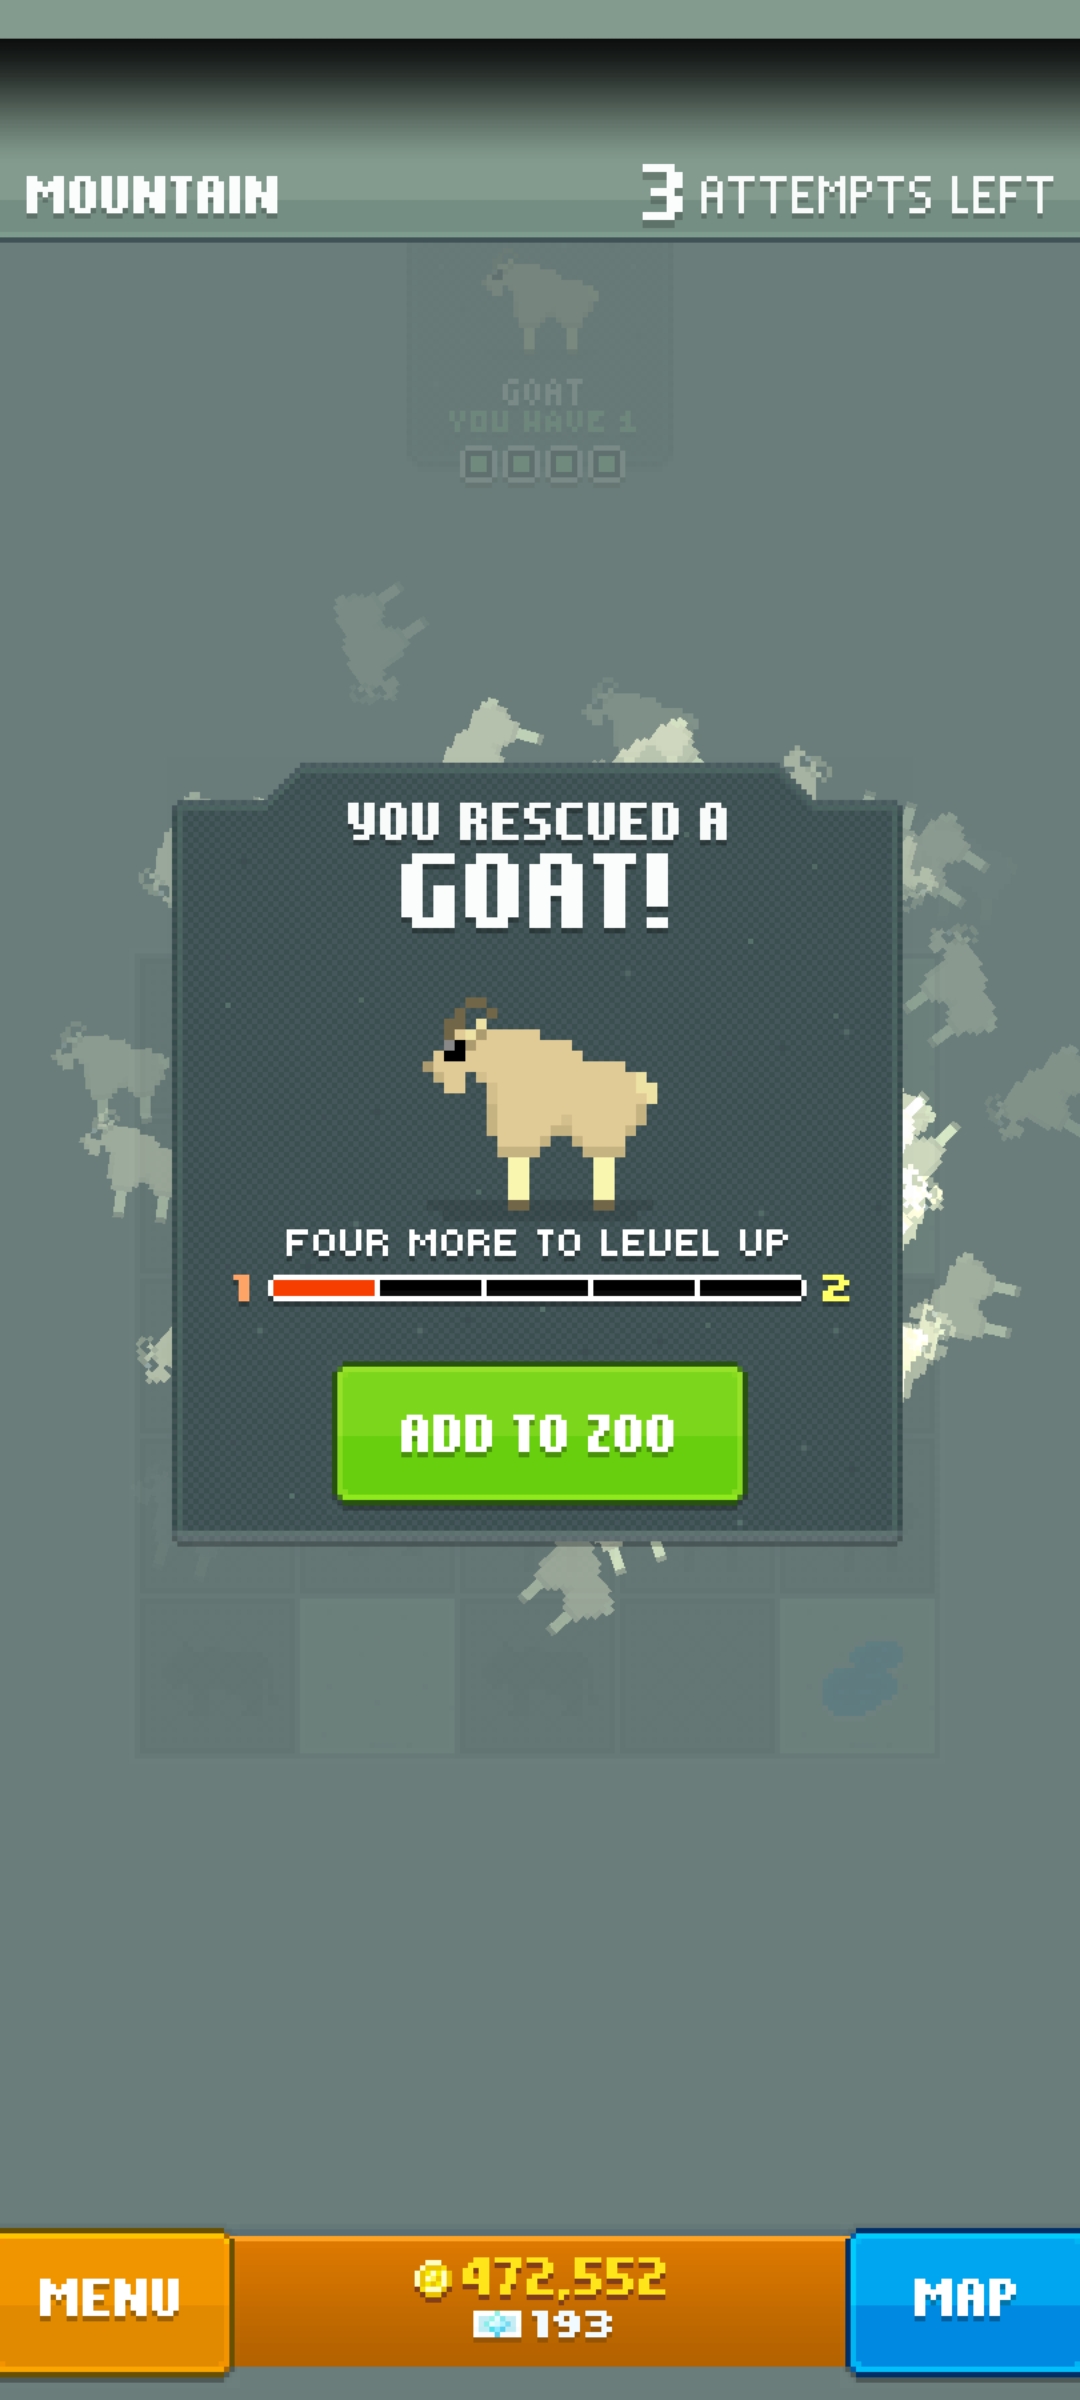 MOUNTAIN
3 ATTEMPTS LEFT
GOAT
YOU HAVE 1
YOU RESCUED A
GOAT!
FOUR MORE TO LEVEL UP
1 2
ADD TO ZOO
MENU
472,552
193
MAP